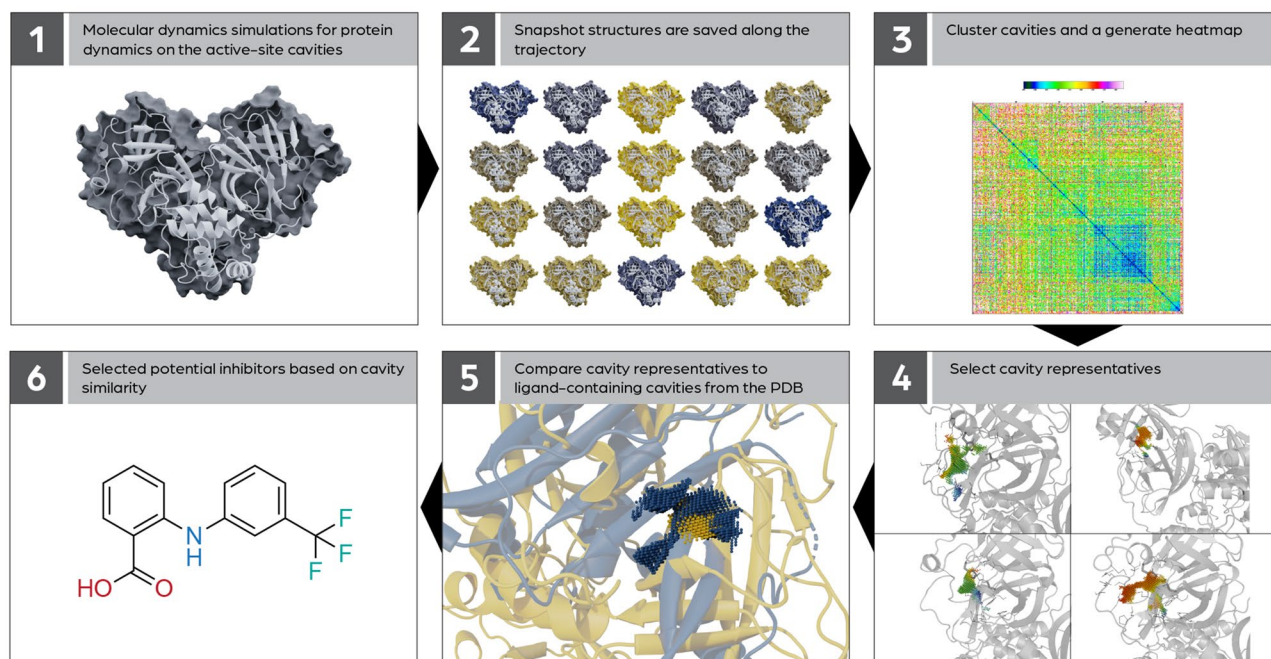 1
Molecular dynamics simulations for protein
dynamics on the active-site cavities
2
Snapshot structures are saved along the
trajectory
3
Cluster cavities and a generate heatmap
4
Select cavity representatives
5
Compare cavity representatives to
ligand-containing cavities from the PDB
6
Selected potential inhibitors based on cavity
similarity
HO
O
N
H
F
F
F